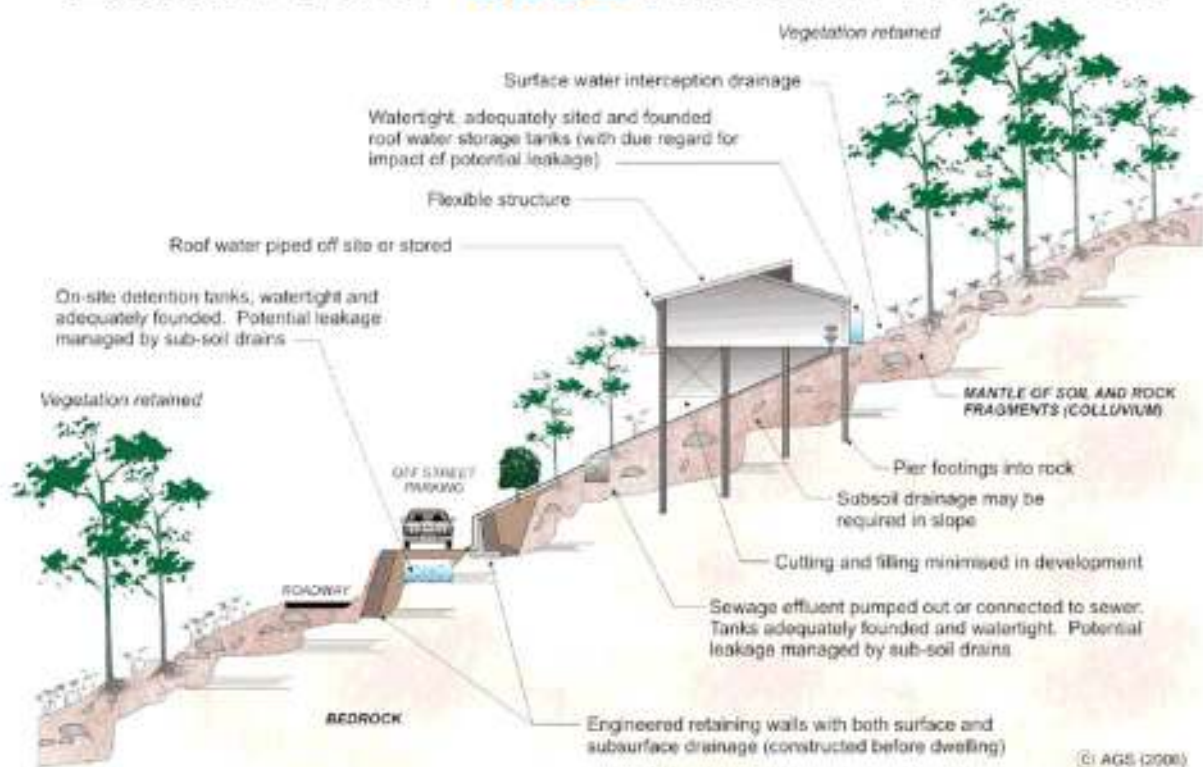 Vegetation retained
Surface water interception drainage
Watertight, adequately sited and founded
roof water storage tanks (with due regard for
impact of potential leakage)
Flexible structure
Roof water piped off site or stored
On-site detention tanks, watertight and
adequately founded. Potential leakage
managed by sub-soil drains
Vegetation retained
MANTLE OF SOIL AND ROCK
FRAGMENTS (COLLUVIUM)
OFF STREET
PARKING
Pier footings into rock
Subsoil drainage may be
required in slope
Cutting and filling minimised in development
ROADWAY
Sewage effluent pumped out or connected to sewer.
Tanks adequately founded and watertight. Potential
leakage managed by sub-soil drains
BEDROCK
Engineered retaining walls with both surface and
subsurface drainage (constructed before dwelling)
(c) AGS (2006)